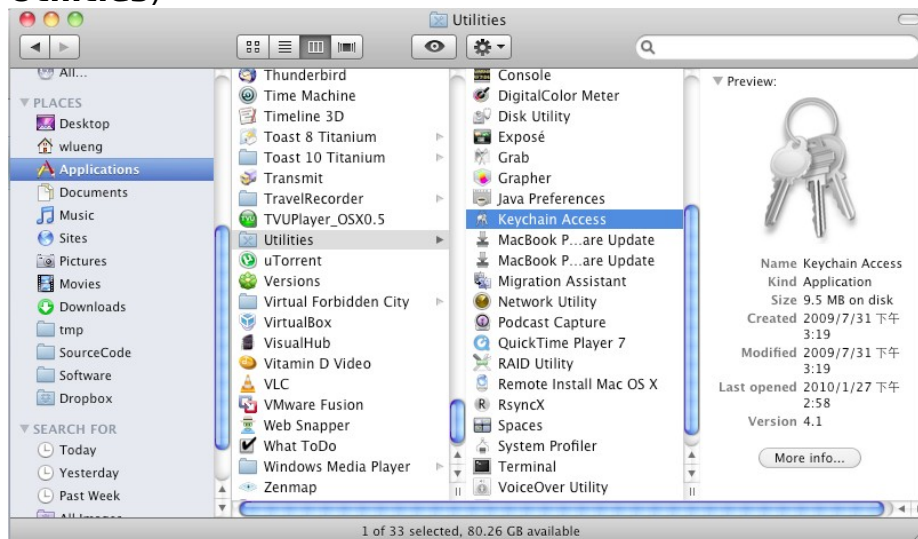 Utilities)
Utilities
All...
PLACES
Desktop
wlueng
Applications
Documents
Music
Sites
Pictures
Movies
Downloads
tmp
SourceCode
Software
Dropbox
SEARCH FOR
Today
Yesterday
Past Week
All Images
Thunderbird
Time Machine
Timeline 3D
Toast 8 Titanium
Toast 10 Titanium
Transmit
TravelRecorder
TVUPlayer_OSX0.5
Utilities
uTorrent
Versions
Virtual Forbidden City
VirtualBox
VisualHub
Vitamin D Video
VLC
VMware Fusion
Web Snapper
What ToDo
Windows Media Player
Zenmap
Console
DigitalColor Meter
Disk Utility
Exposé
Grab
Grapher
Java Preferences
Keychain Access
MacBook P...are Update
MacBook P...are Update
Migration Assistant
Network Utility
Podcast Capture
QuickTime Player 7
RAID Utility
Remote Install Mac OS X
RsyncX
Spaces
System Profiler
Terminal
VoiceOver Utility
Preview:
Name Keychain Access
Kind Application
Size 9.5 MB on disk
Created 2009/7/31 下午
3:19
Modified 2009/7/31 下午
3:19
Last opened 2010/1/27 下午
2:58
Version 4.1
More info...
1 of 33 selected, 80.26 GB available